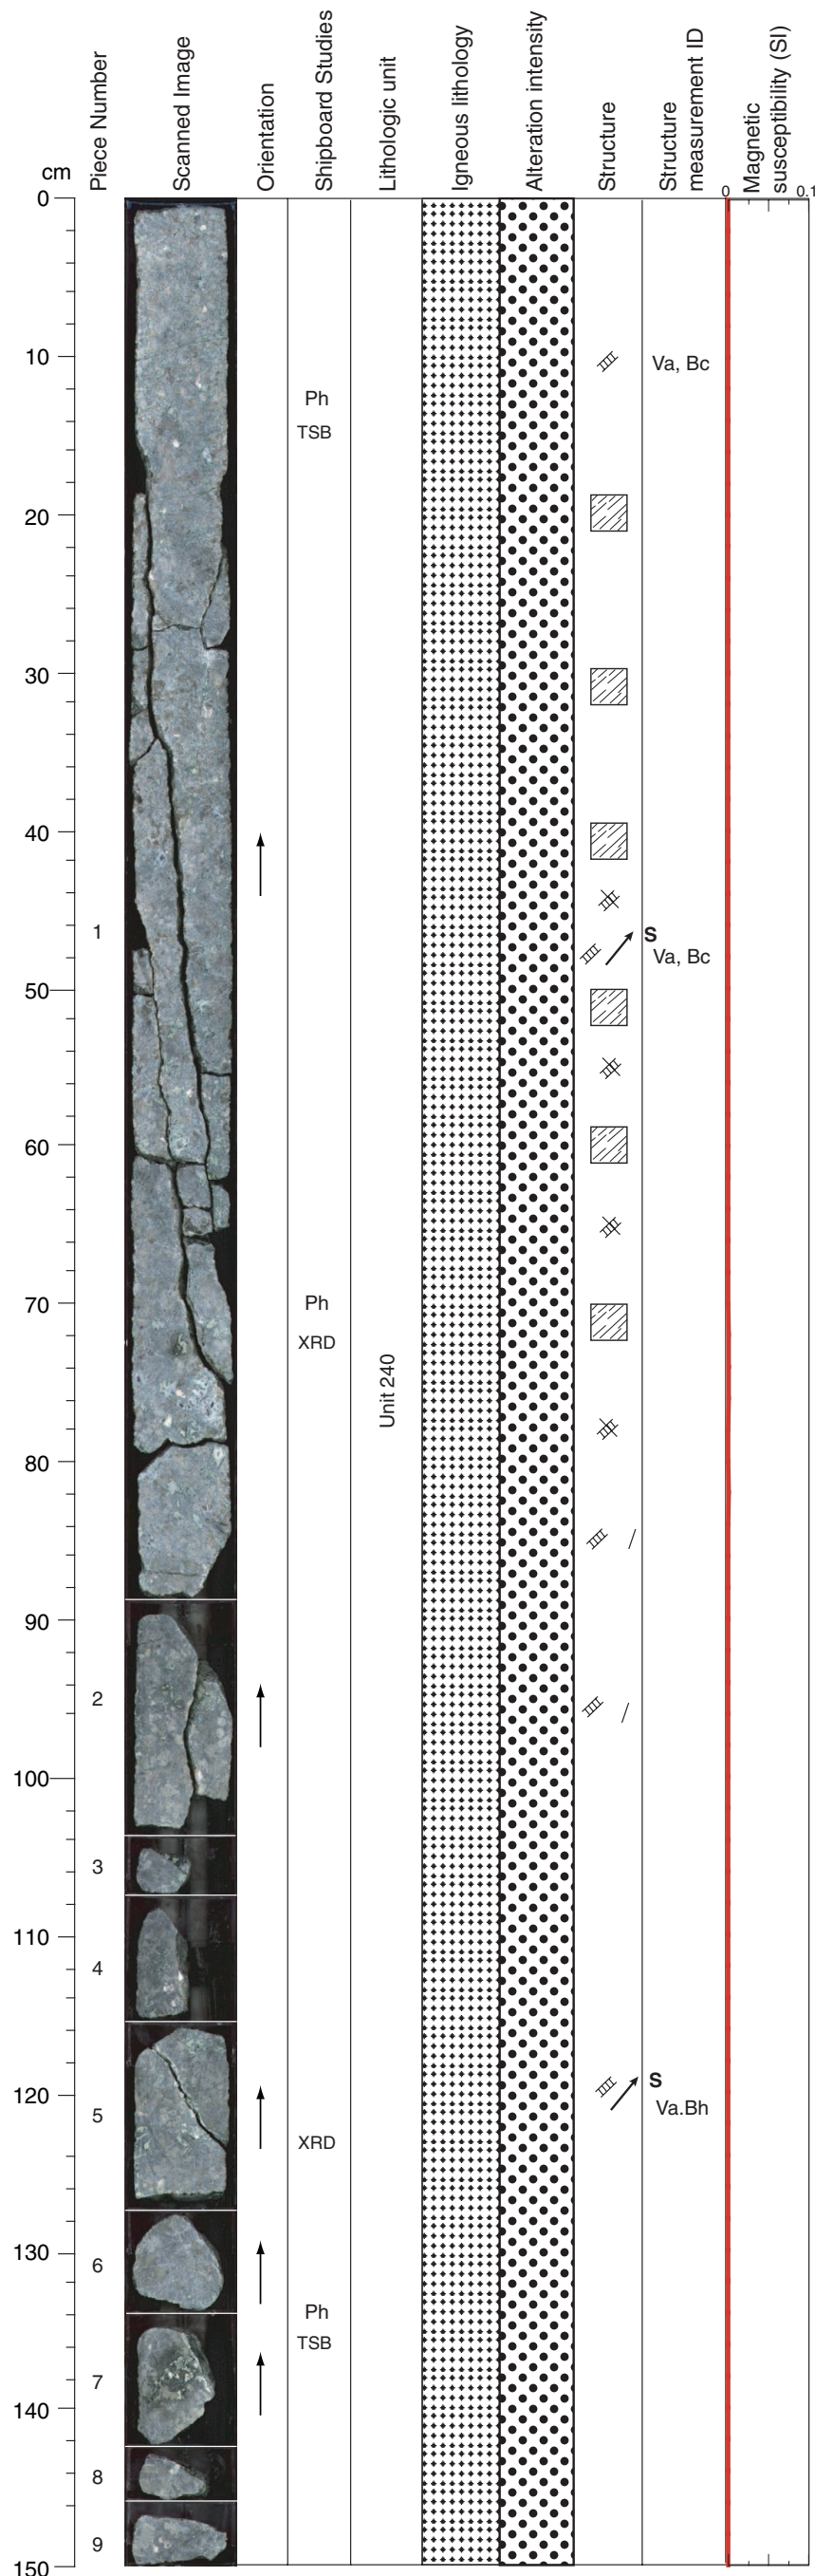 cm
Piece Number
Scanned Image
Orientation
Shipboard Studies
Lithologic unit
Igneous lithology
Alteration intensity
Structure
Structure
measurement ID
Magnetic
susceptibility (SI)
0
0.1
0
10
Va, Bc
Ph
TSB
20
30
40
1
S
Va, Bc
50
60
70
Ph
XRD
Unit 240
80
90
2
100
3
110
4
120
S
Va.Bh
5
XRD
130
6
Ph
TSB
7
140
8
9
150